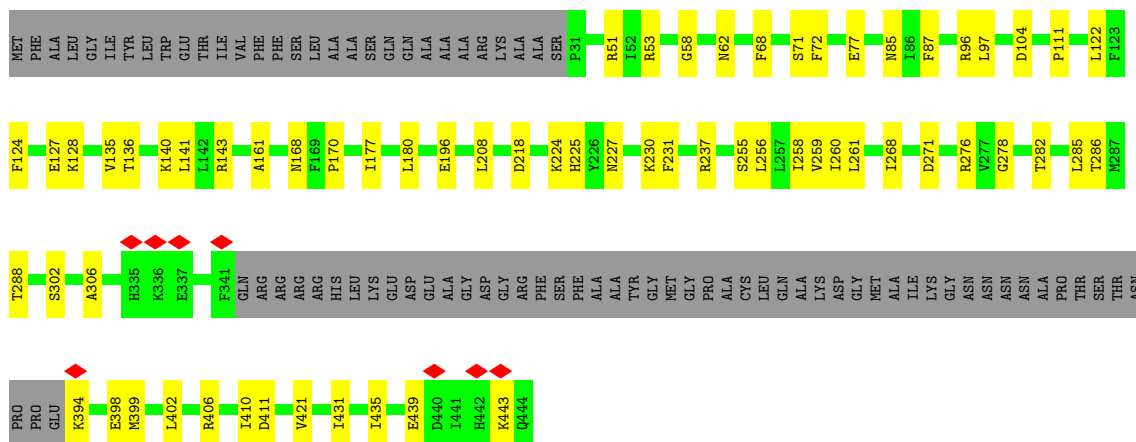 MET PHE ALA LEU GLY ILE TYR LEU TRP GLU THR ILE VAL PHE PHE SER LEU ALA ALA SER GLN GLN ALA ALA ALA ARG LYS ALA ALA SER P31 R51 I52 R53 G58 N62 F68 S71 F72 E77 N85 I86 F87 R96 L97 D104 P111 L122 F123
F124 E127 K128 V135 T136 K140 L141 L142 R143 A161 N168 F169 P170 I177 L180 E196 L208 D218 K224 H225 Y226 N227 K230 F231 R237 S255 L256 L257 I258 V259 I260 L261 I268 D271 R276 V277 G278 T282 L285 T286 M287
T288 S302 A306 H335 K336 E337 F341 GLN ARG ARG ARG ARG HIS LEU LYS GLU ASP GLU ALA GLY ASP GLY ARG PHE SER PHE ALA ALA TYR GLY MET GLY PRO ALA CYS LEU GLN ALA LYS ASP GLY MET ALA ILE LYS GLY ASN ASN ASN ASN ALA PRO THR SER THR ASN
PRO PRO GLU K394 E398 M399 L402 R406 I410 D411 V421 I431 I435 E439 D440 I441 H442 K443 Q444